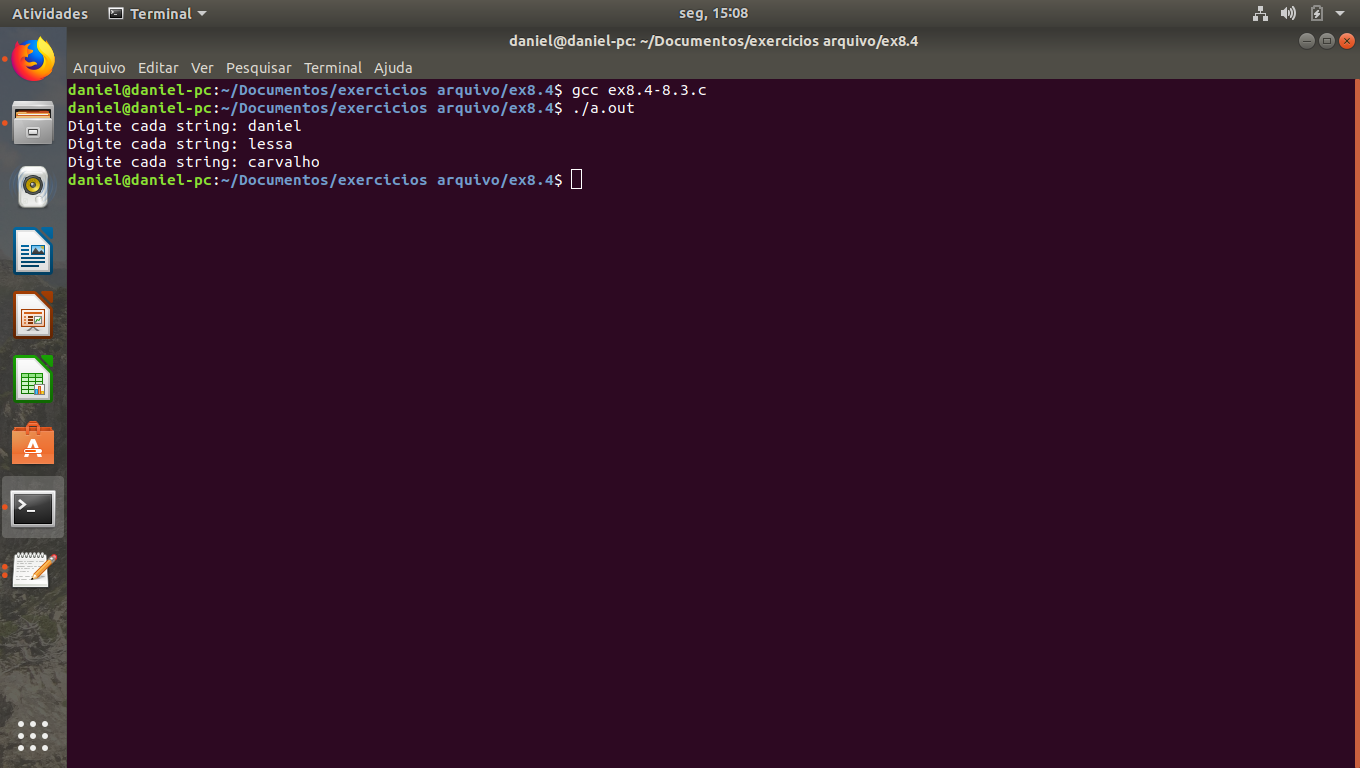 Atividades Terminal seg, 15:08
daniel@daniel-pc: ~/Documentos/exercicios arquivo/ex8.4
Arquivo Editar Ver Pesquisar Terminal Ajuda
daniel@daniel-pc:~/Documentos/exercicios arquivo/ex8.4$ gcc ex8.4-8.3.c
daniel@daniel-pc:~/Documentos/exercicios arquivo/ex8.4$ ./a.out
Digite cada string: daniel
Digite cada string: lessa
Digite cada string: carvalho
daniel@daniel-pc:~/Documentos/exercicios arquivo/ex8.4$